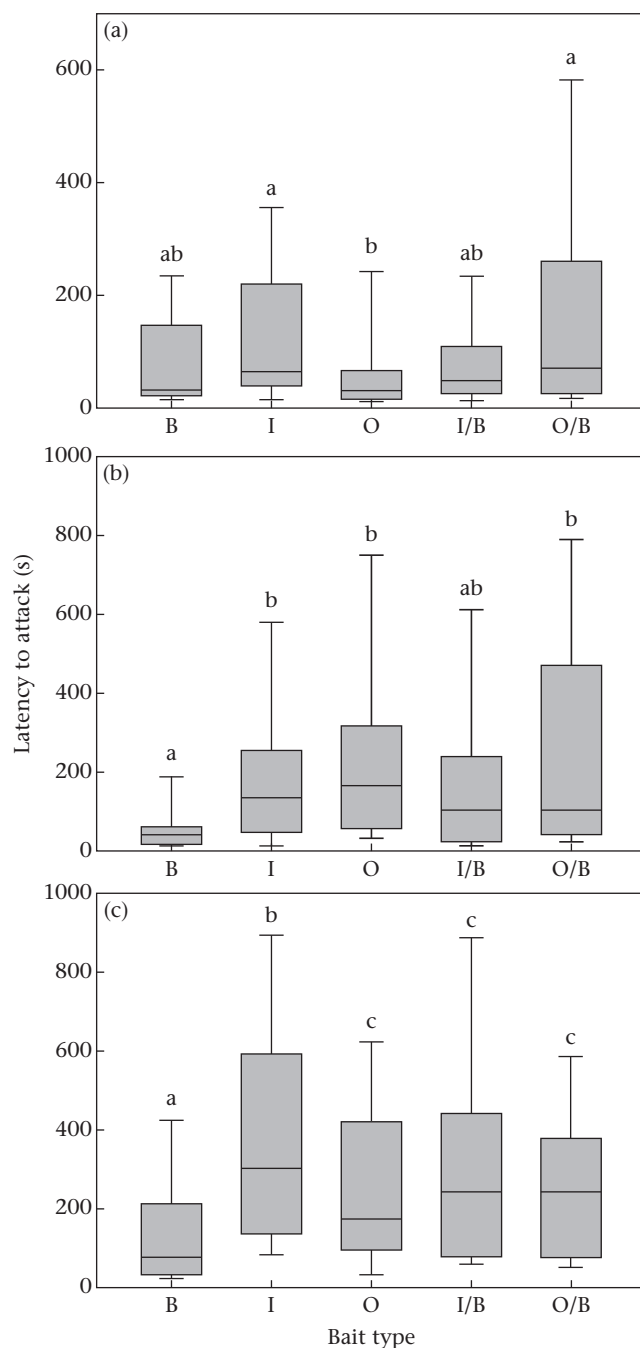 (a)
600
400
200
0
ab
a
b
ab
a
B I O I/B O/B
(b)
1000
800
600
400
200
0
a
b
b
ab
b
B I O I/B O/B
(c)
1000
800
600
400
200
0
a
b
c
c
c
B I O I/B O/B
Latency to attack (s)
Bait type